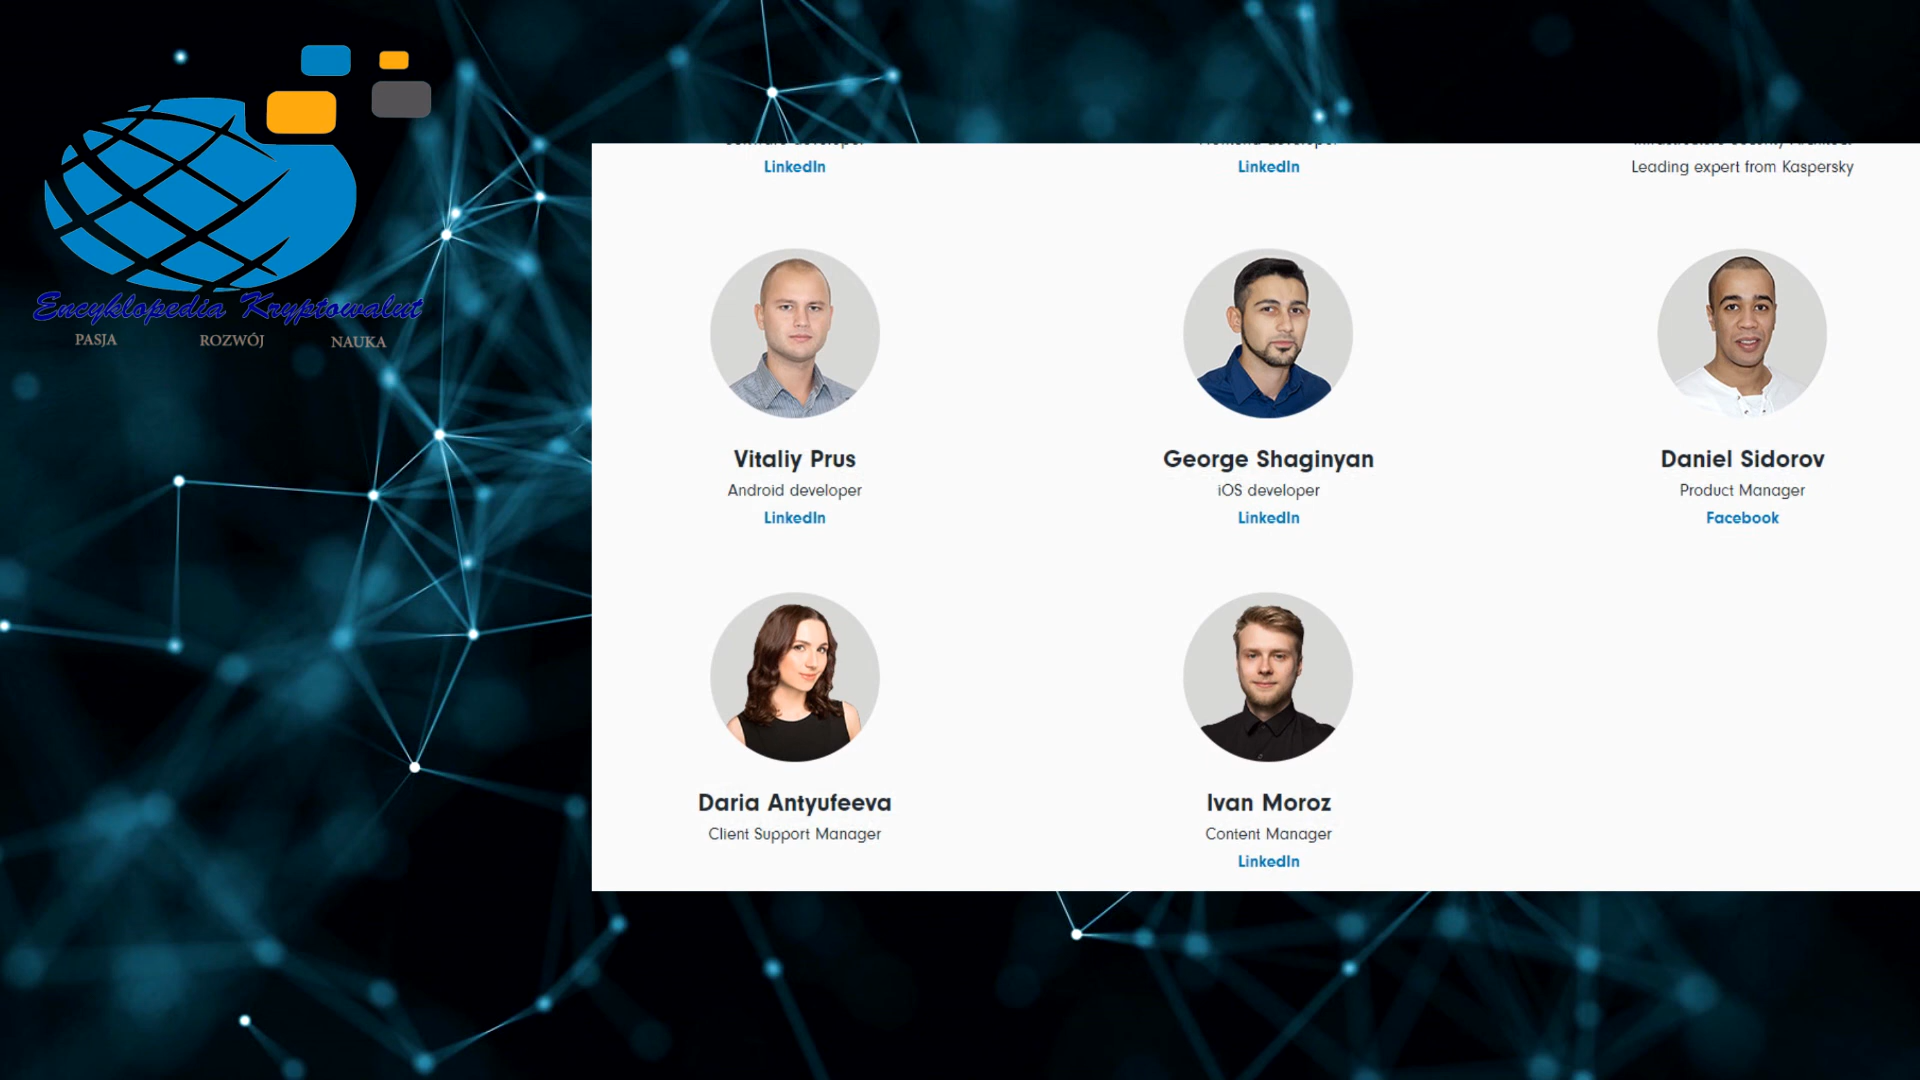 Encyklopedia Kryptowalut
PASJA ROZWÓJ NAUKA
LinkedIn
LinkedIn
Leading expert from Kaspersky
Vitaliy Prus
Android developer
LinkedIn
George Shaginyan
iOS developer
LinkedIn
Daniel Sidorov
Product Manager
Facebook
Daria Antyufeeva
Client Support Manager
Ivan Moroz
Content Manager
LinkedIn